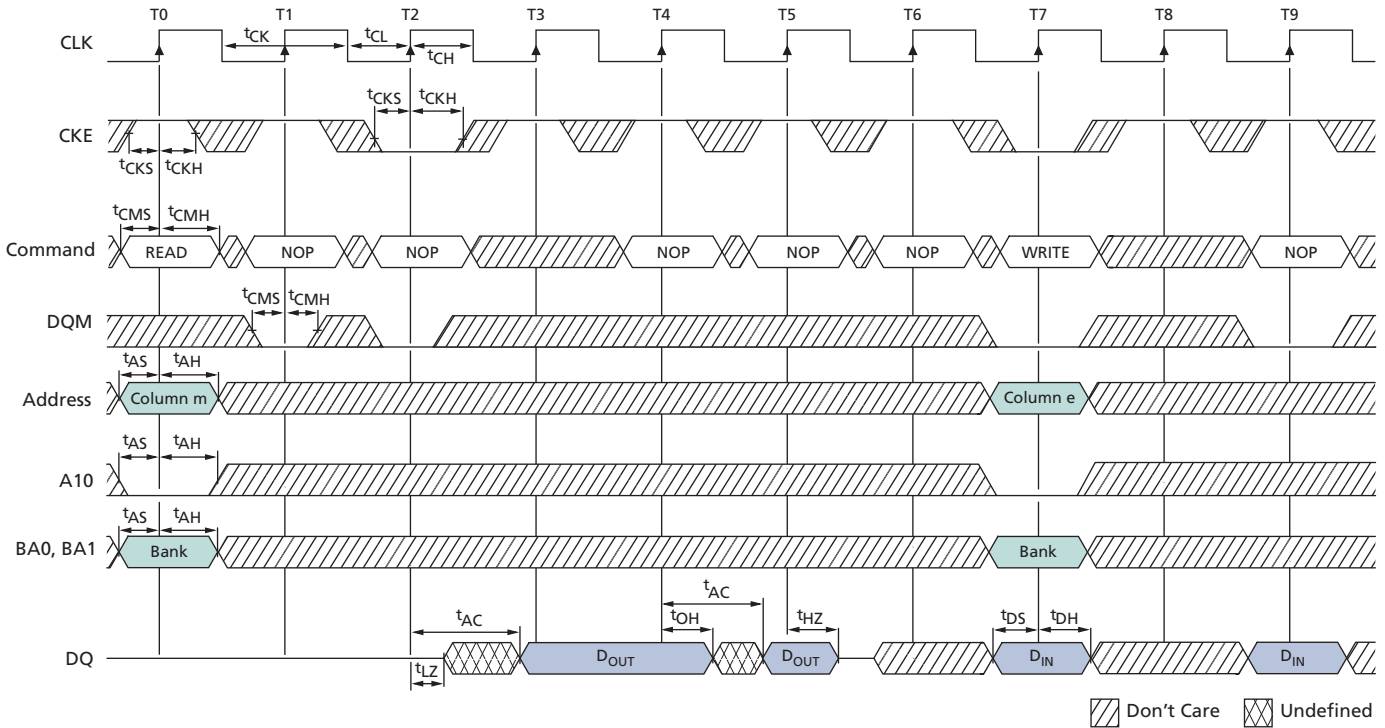 T0 T1 T2 T3 T4 T5 T6 T7 T8 T9
CLK
tCK tCL
tCH
tCKS tCKH
CKE
tCKS tCKH
tCMS tCMH
Command READ NOP NOP NOP NOP NOP WRITE NOP
tCMS tCMH
DQM
tAS tAH
Address Column m Column e
tAS tAH
A10
tAS tAH
BA0, BA1 Bank Bank
tAC tAC tOH tHZ tDS tDH
DQ DOUT DOUT DIN DIN
tLZ
Don't Care Undefined